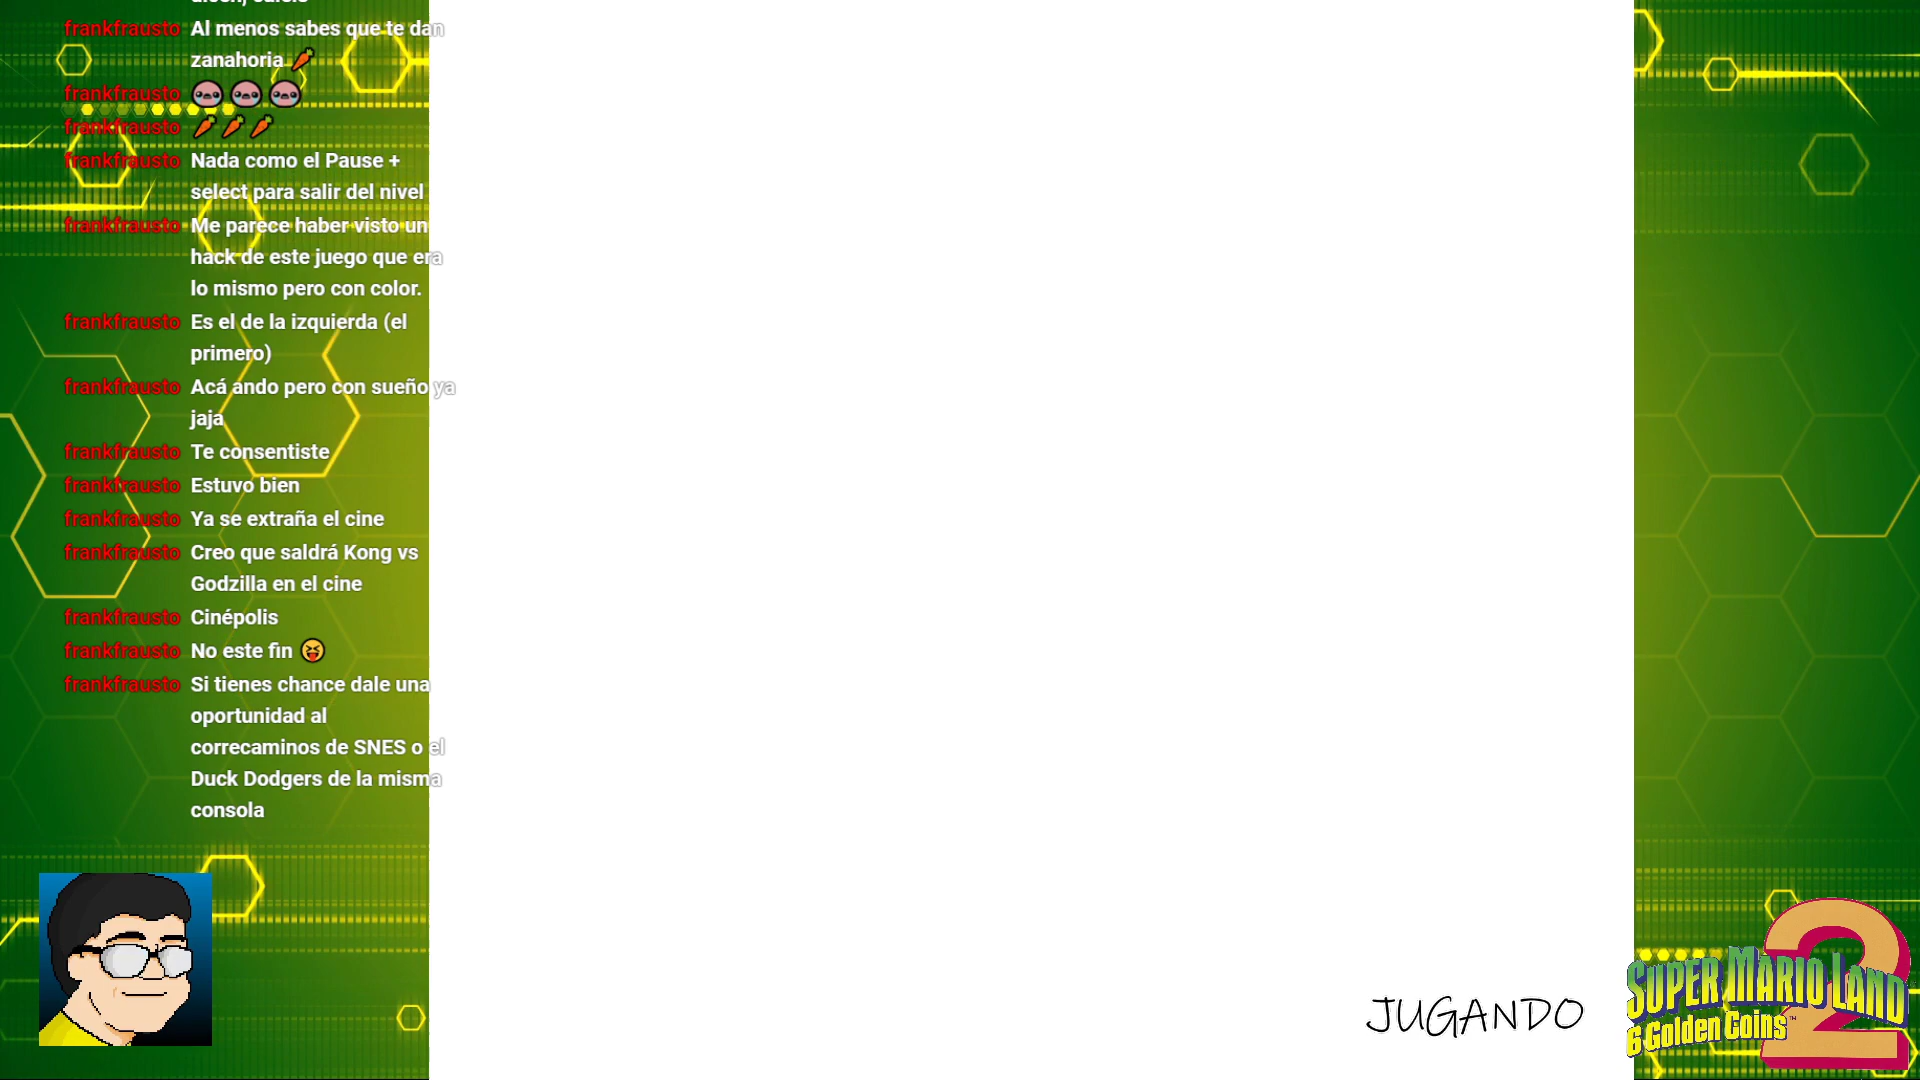 frankfrausto Al menos sabes que te dan
zanahoria 🥕
frankfrausto
frankfrausto 🥕🥕🥕
frankfrausto Nada como el Pause +
select para salir del nivel
frankfrausto Me parece haber visto un
hack de este juego que era
lo mismo pero con color.
frankfrausto Es el de la izquierda (el
primero)
frankfrausto Acá ando pero con sueño ya
jaja
frankfrausto Te consentiste
frankfrausto Estuvo bien
frankfrausto Ya se extraña el cine
frankfrausto Creo que saldrá Kong vs
Godzilla en el cine
frankfrausto Cinépolis
frankfrausto No este fin 😝
frankfrausto Si tienes chance dale una
oportunidad al
correcaminos de SNES o el
Duck Dodgers de la misma
consola
JUGANDO
SUPER MARIO LAND 2
6 Golden Coins™